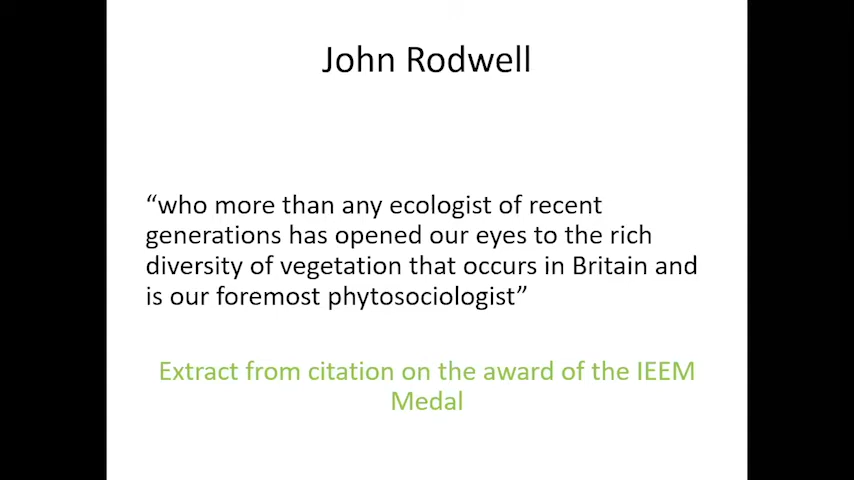 John Rodwell
“who more than any ecologist of recent
generations has opened our eyes to the rich
diversity of vegetation that occurs in Britain and
is our foremost phytosociologist”
Extract from citation on the award of the IEEM
Medal